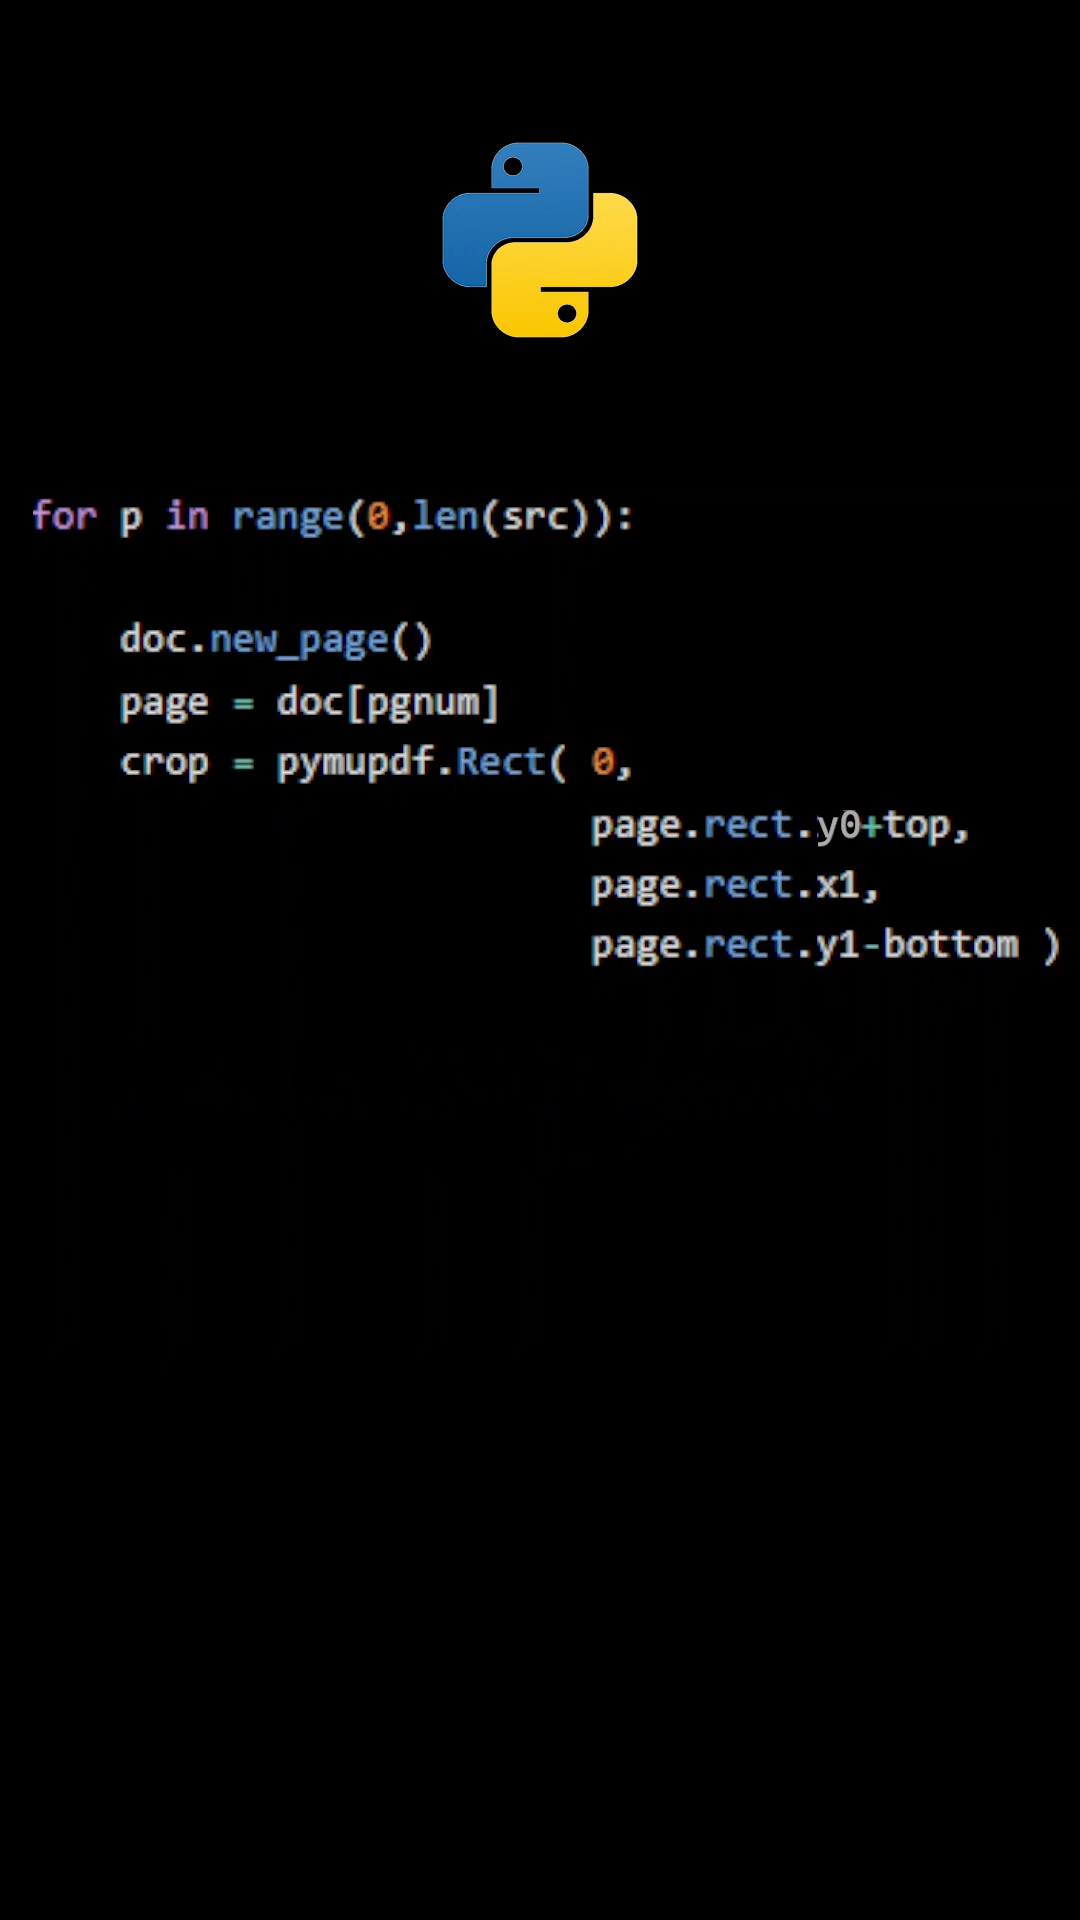 for p in range(0,len(src)):
doc.new_page()
page = doc[pgnum]
crop = pymupdf.Rect( 0,
page.rect.y0+top,
page.rect.x1,
page.rect.y1-bottom )